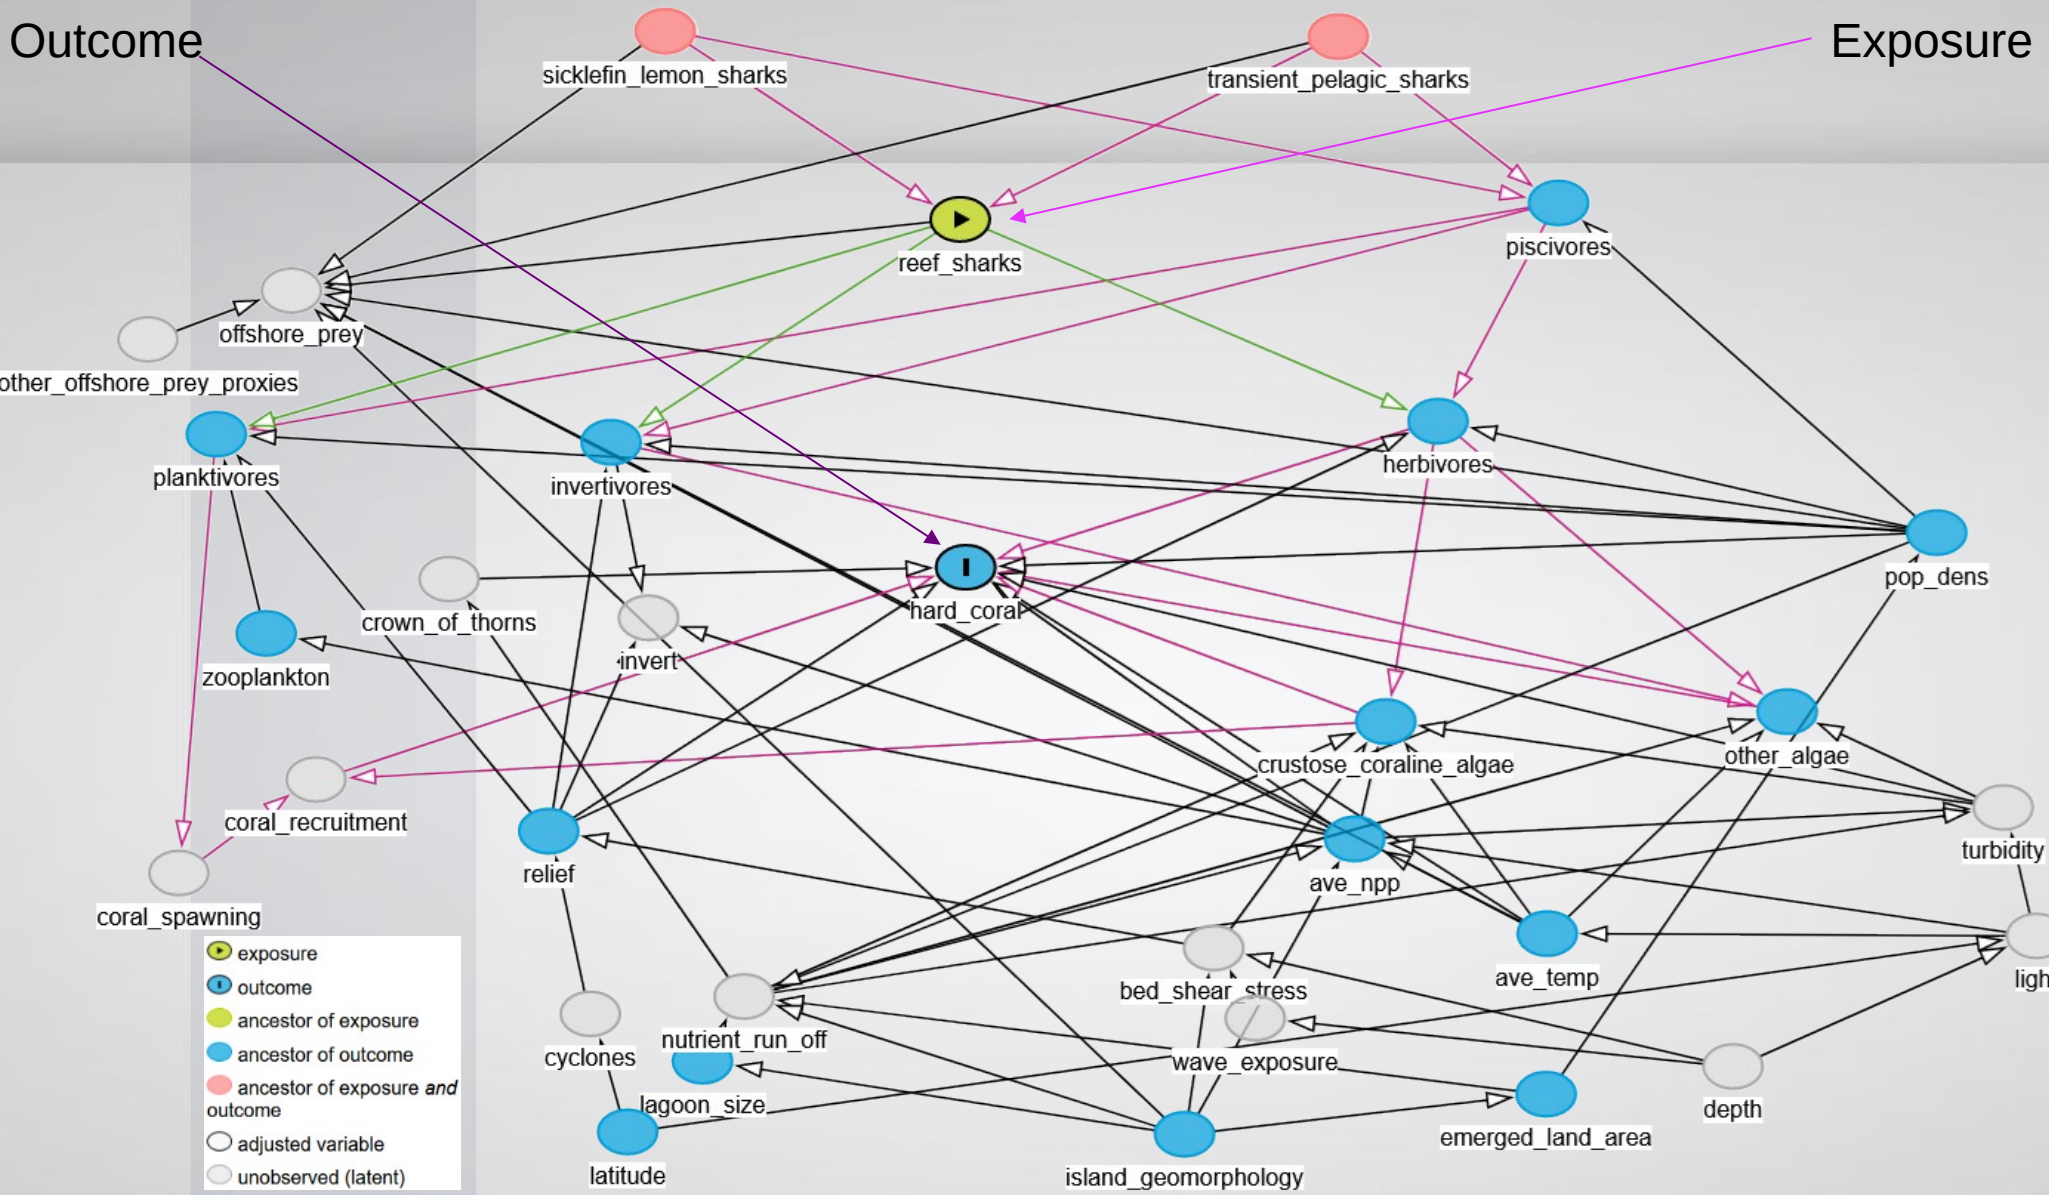 Outcome
Exposure
sicklefin_lemon_sharks
transient_pelagic_sharks
reef_sharks
piscivores
offshore_prey
other_offshore_prey_proxies
planktivores
invertivores
herbivores
pop_dens
crown_of_thorns
hard_coral
invert
zooplankton
other_algae
crustose_coraline_algae
coral_recruitment
turbidity
relief
ave_npp
coral_spawning
ave_temp
ligh
bed_shear_stress
nutrient_run_off
cyclones
wave_exposure
lagoon_size
depth
emerged_land_area
latitude
island_geomorphology
exposure
outcome
ancestor of exposure
ancestor of outcome
ancestor of exposure and
outcome
adjusted variable
unobserved (latent)